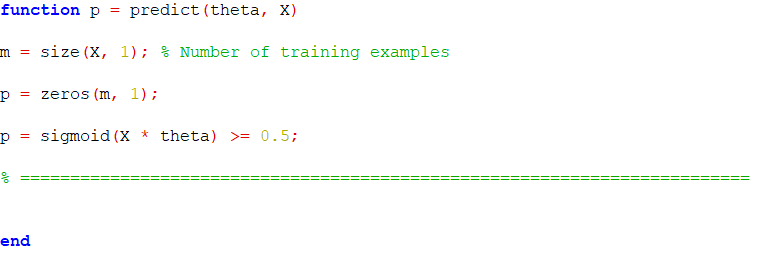 function p = predict(theta, X)
m = size(X, 1); % Number of training examples
p = zeros(m, 1);
p = sigmoid(X * theta) >= 0.5;
% =========================================================================
end